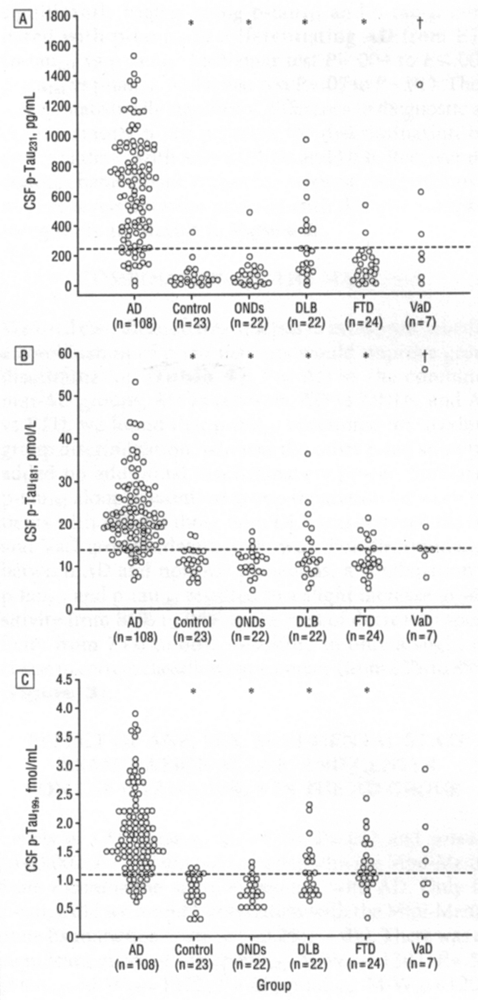 A
1800
1600
1400
1200
1000
800
600
400
200
0
CSF p-Tau231, pg/mL
* * * * †
AD Control ONDs DLB FTD VaD
(n=108) (n=23) (n=22) (n=22) (n=24) (n=7)
B
60
50
40
30
20
10
0
CSF p-Tau181, pmol/L
* * * * †
AD Control ONDs DLB FTD VaD
(n=108) (n=23) (n=22) (n=22) (n=24) (n=7)
C
4.5
4.0
3.5
3.0
2.5
2.0
1.5
1.0
0.5
0
CSF p-Tau199, fmol/mL
* * * *
AD Control ONDs DLB FTD VaD
(n=108) (n=23) (n=22) (n=22) (n=24) (n=7)
Group